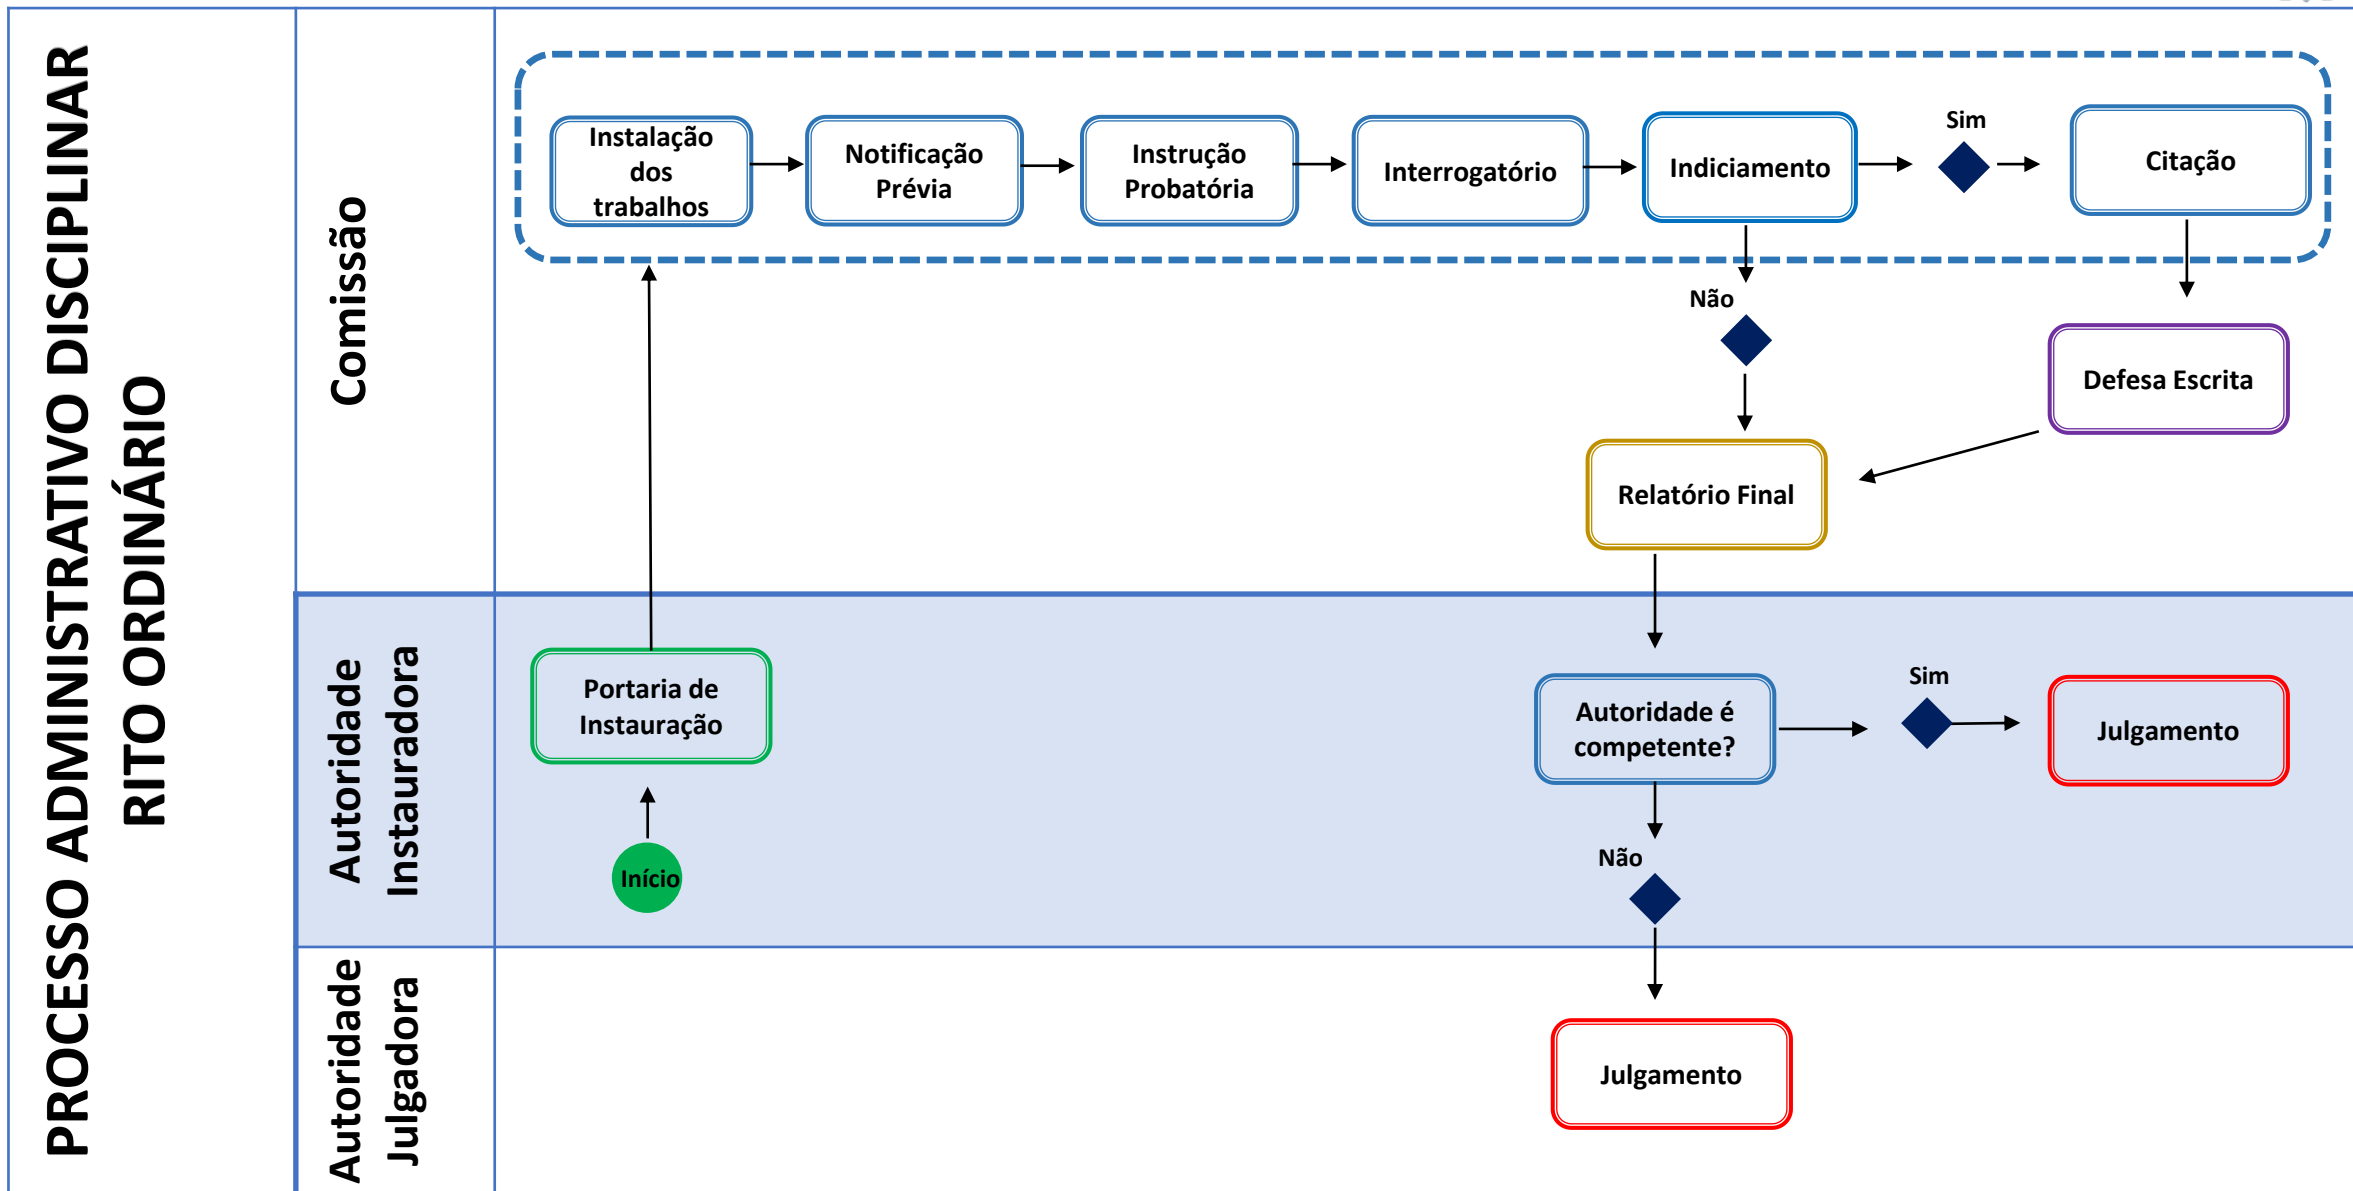 PROCESSO ADMINISTRATIVO DISCIPLINAR
RITO ORDINÁRIO
Comissão
Instalação
dos
trabalhos
Notificação
Prévia
Instrução
Probatória
Interrogatório
Indiciamento
Sim
Citação
Não
Defesa Escrita
Relatório Final
Autoridade
Instauradora
Portaria de
Instauração
Início
Autoridade é
competente?
Sim
Julgamento
Não
Autoridade
Julgadora
Julgamento